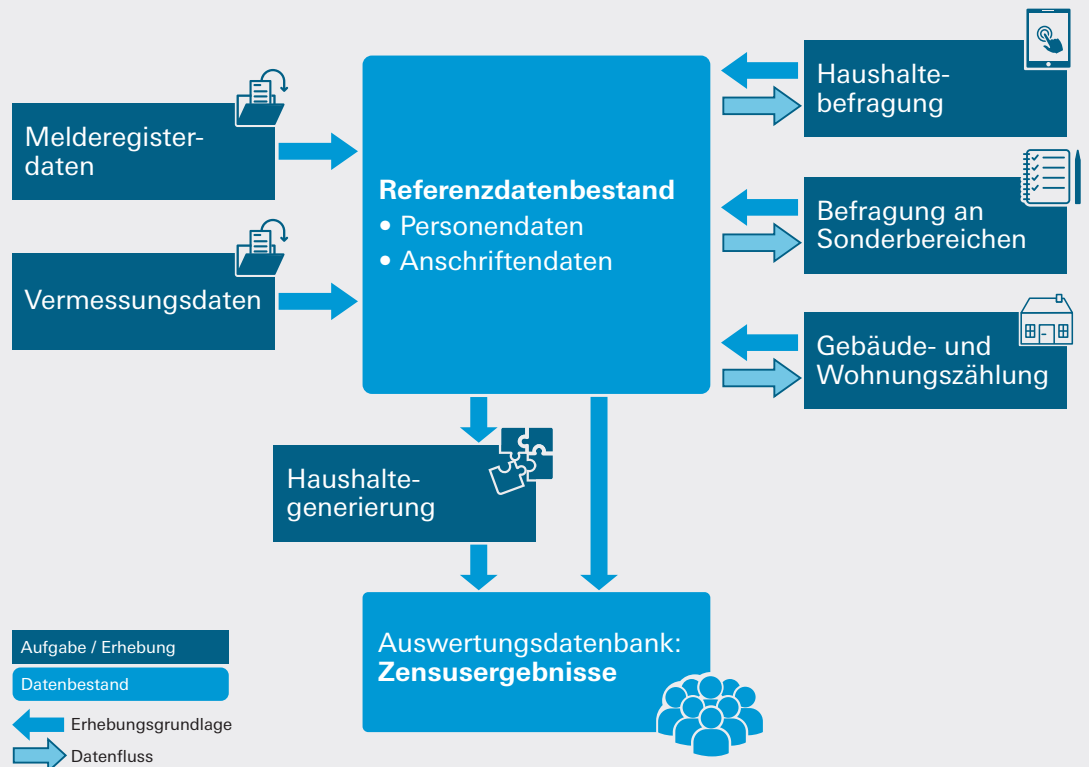 Melderegister-
daten
Vermessungsdaten
Referenzdatenbestand
• Personendaten
• Anschriftendaten
Haushalte-
befragung
Befragung an
Sonderbereichen
Gebäude- und
Wohnungszählung
Haushalte-
generierung
Auswertungsdatenbank:
Zensusergebnisse
Aufgabe / Erhebung
Datenbestand
Erhebungsgrundlage
Datenfluss